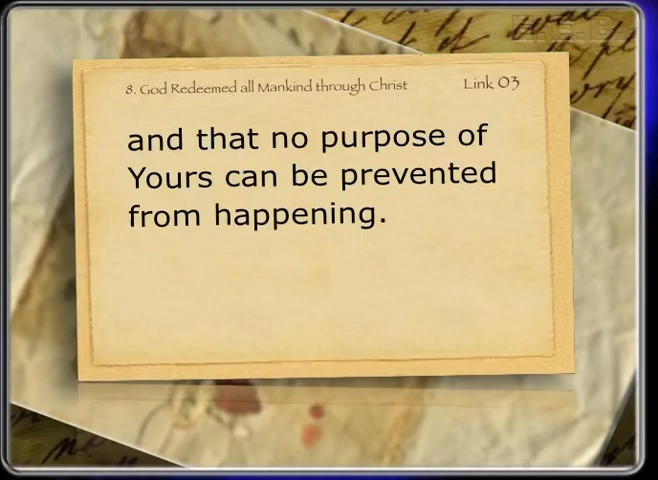 8. God Redeemed all Mankind through Christ Link 03
and that no purpose of
Yours can be prevented
from happening.